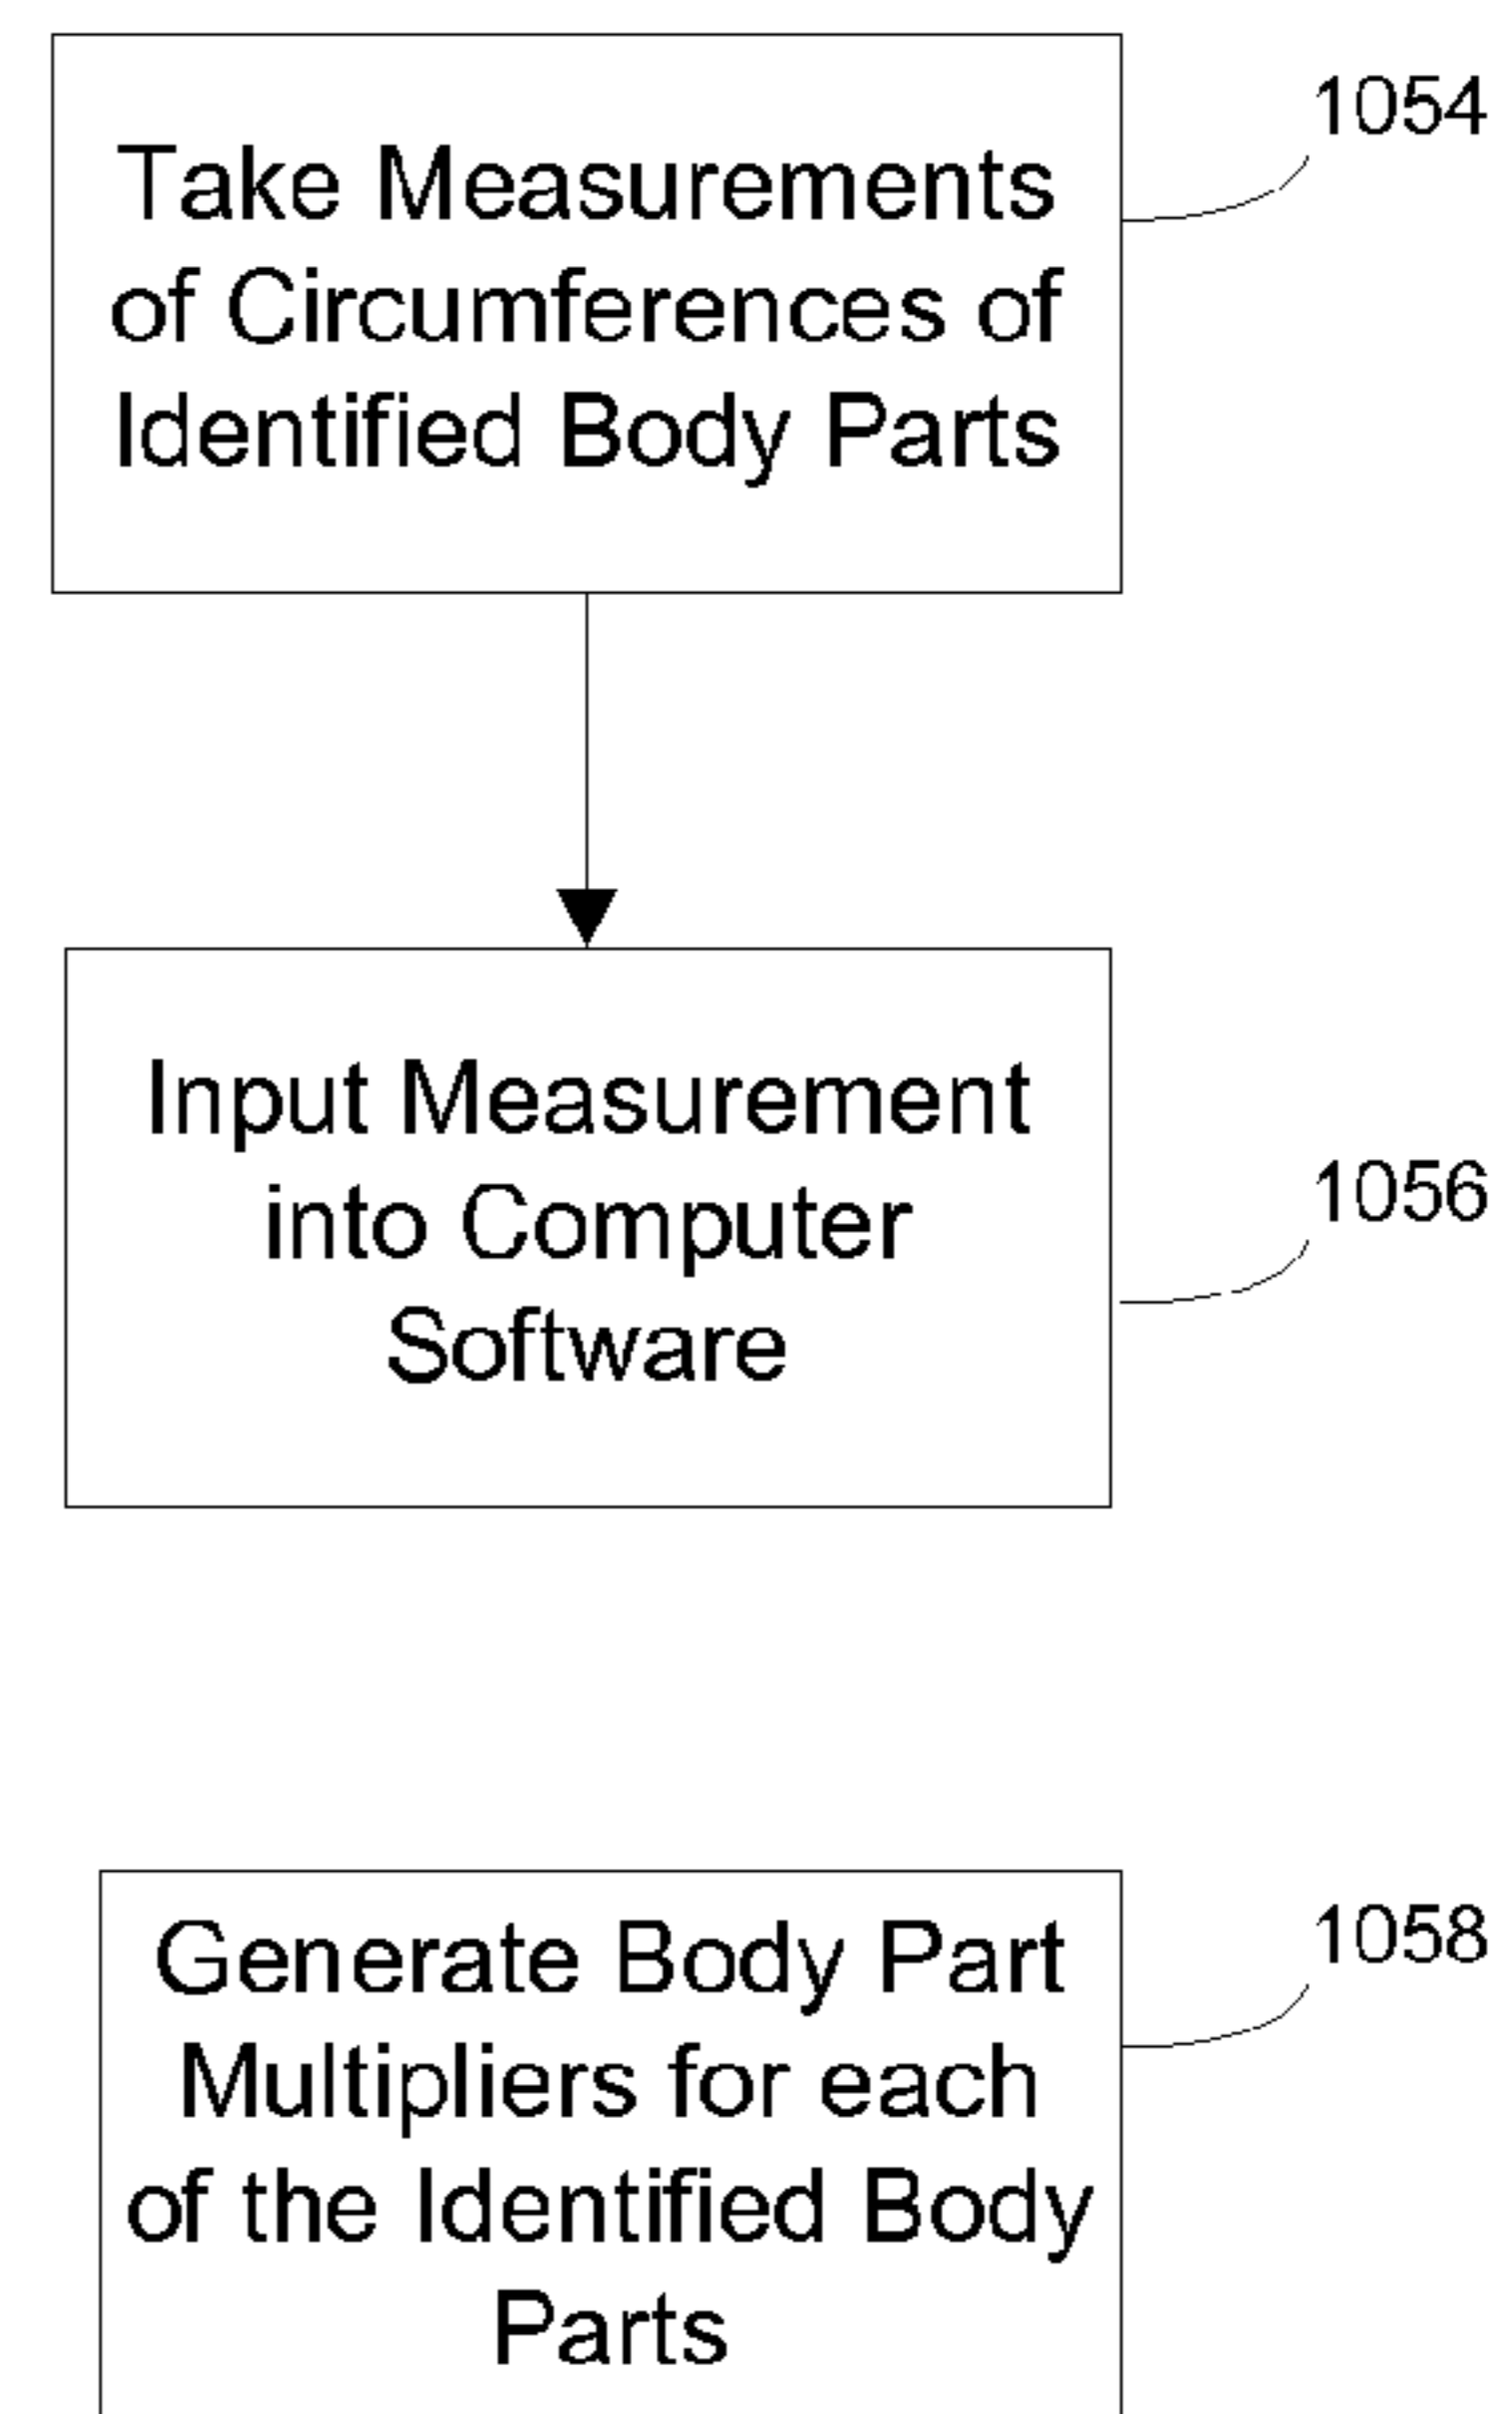 1054
Take Measurements
of Circumferences of
Identified Body Parts
Input Measurement
into Computer
Software
1056
Generate Body Part
Multipliers for each
of the Identified Body
Parts
1058